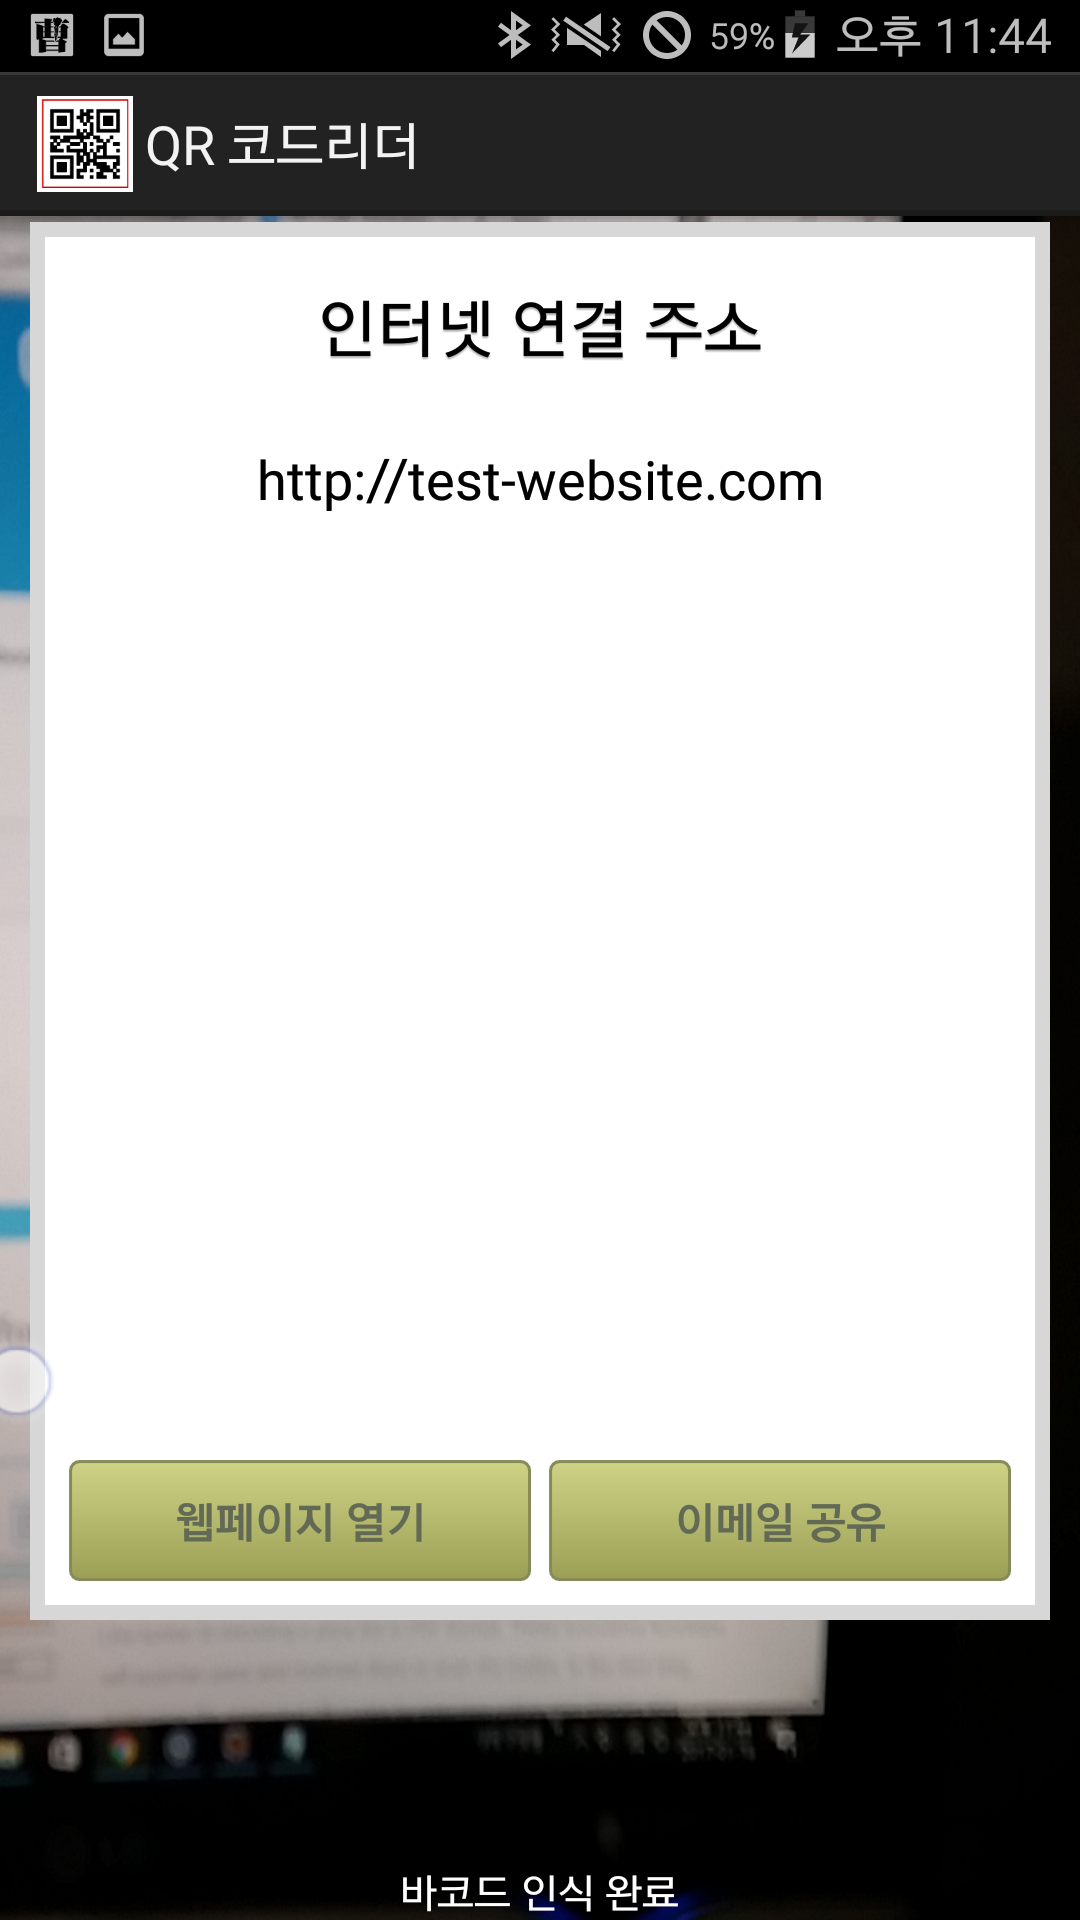 59% 오후 11:44
QR 코드리더
인터넷 연결 주소
http://test-website.com
웹페이지 열기
이메일 공유
바코드 인식 완료